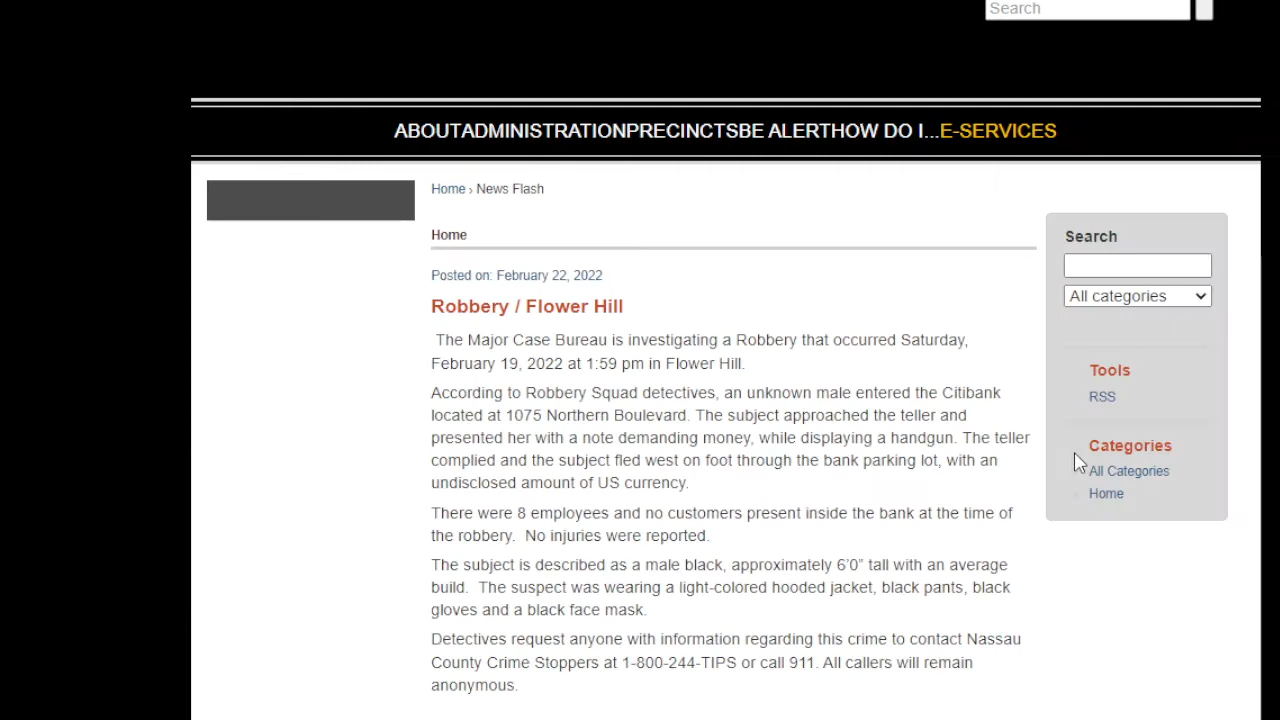 Search
ABOUTADMINISTRATIONPRECINCTSBE ALERTHOW DO I...E-SERVICES
Home › News Flash
Home
Posted on: February 22, 2022
Robbery / Flower Hill
The Major Case Bureau is investigating a Robbery that occurred Saturday,
February 19, 2022 at 1:59 pm in Flower Hill.
According to Robbery Squad detectives, an unknown male entered the Citibank
located at 1075 Northern Boulevard. The subject approached the teller and
presented her with a note demanding money, while displaying a handgun. The teller
complied and the subject fled west on foot through the bank parking lot, with an
undisclosed amount of US currency.
There were 8 employees and no customers present inside the bank at the time of
the robbery.  No injuries were reported.
The subject is described as a male black, approximately 6’0” tall with an average
build.  The suspect was wearing a light-colored hooded jacket, black pants, black
gloves and a black face mask.
Detectives request anyone with information regarding this crime to contact Nassau
County Crime Stoppers at 1-800-244-TIPS or call 911. All callers will remain
anonymous.
Search
All categories
Tools
RSS
Categories
All Categories
Home